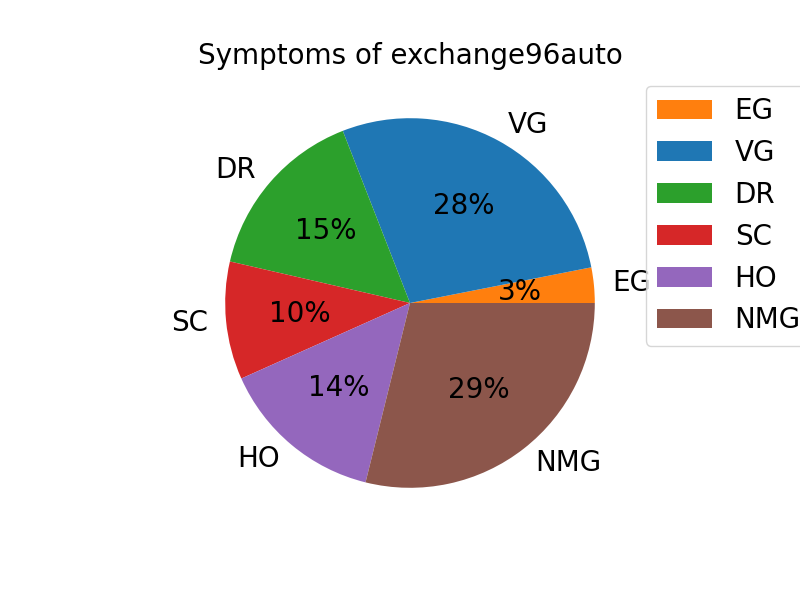 Symptoms of exchange96auto
VG
DR
28%
15%
3%
EG
SC
10%
14%
29%
HO
NMG
EG
VG
DR
SC
HO
NMG